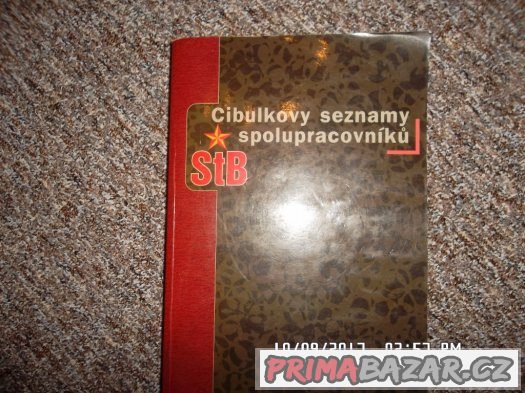 Cibulkovy seznamy
spolupracovníků
StB
PRIMABAZAR.CZ